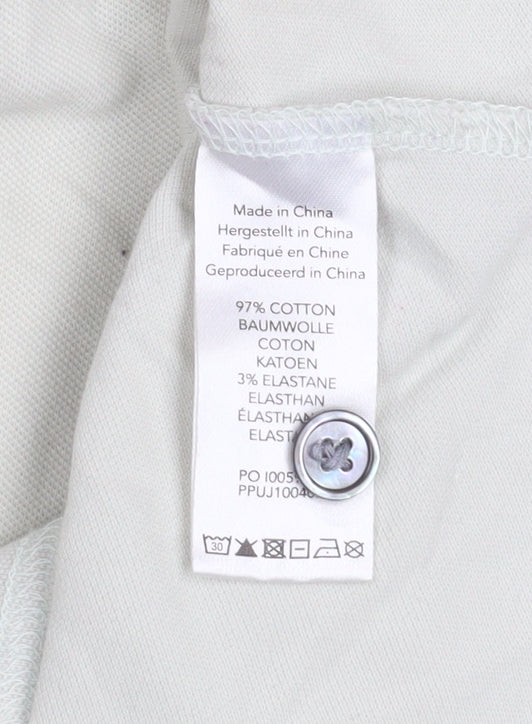 Made in China
Hergestellt in China
Fabriqué en Chine
Geproduceerd in China
97% COTTON
BAUMWOLLE
COTON
KATOEN
3% ELASTANE
ELASTHAN
PO
30